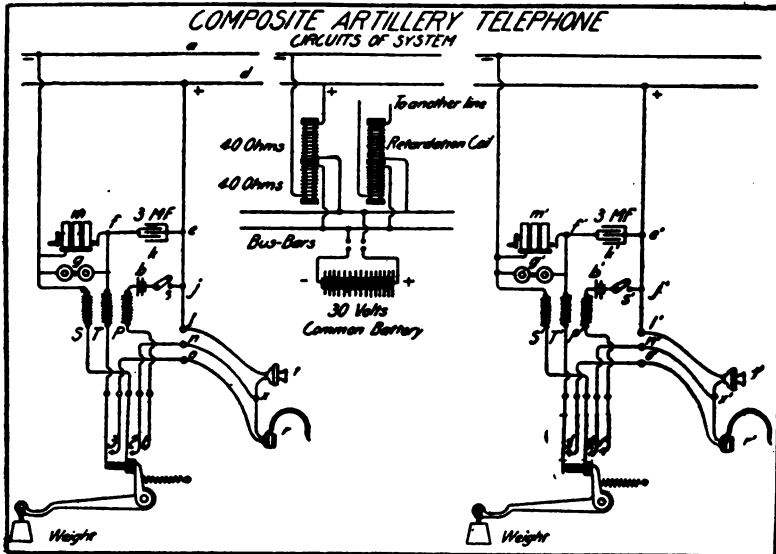 COMPOSITE ARTILLERY TELEPHONE
CIRCUITS OF SYSTEM
a
d
+
+
+
To another line
40 Ohms
Retardation Coil
40 Ohms
m
f
3 MF
e
k
g
b
s
j
S T P
l
n
o
t
x
r
Bus-Bars
- +
30 Volts
Common Battery
Weight
m'
f'
3 MF
e'
k'
g'
b'
s'
j'
S T P
l'
n'
o'
t'
x'
r'
Weight